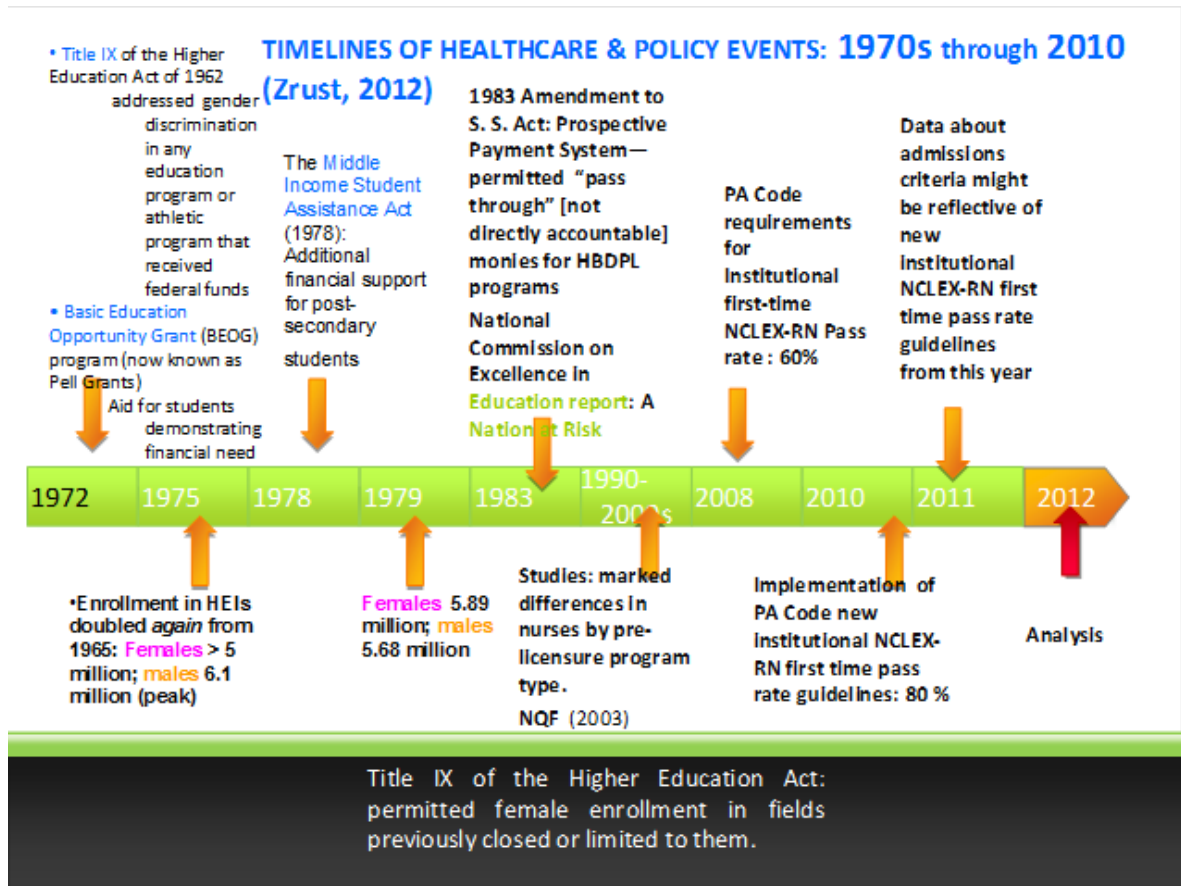 TIMELINES OF HEALTHCARE & POLICY EVENTS: 1970s through 2010
(Zrust, 2012)
• Title IX of the Higher
Education Act of 1962
addressed gender
discrimination
in any
education
program or
athletic
program that
received
federal funds
• Basic Education
Opportunity Grant (BEOG)
program (now known as
Pell Grants)
Aid for students
demonstrating
financial need
The Middle
Income Student
Assistance Act
(1978):
Additional
financial support
for post-
secondary
students
1983 Amendment to
S. S. Act: Prospective
Payment System—
permitted “pass
through” [not
directly accountable]
monies for HBDPL
programs
National
Commission on
Excellence in
Education report: A
Nation at Risk
PA Code
requirements
for
Institutional
first-time
NCLEX-RN Pass
rate : 60%
Data about
admissions
criteria might
be reflective of
new
institutional
NCLEX-RN first
time pass rate
guidelines
from this year
1972
1975
1978
1979
1983
1990-
2000s
2008
2010
2011
2012
•Enrollment in HEIs
doubled again from
1965: Females > 5
million; males 6.1
million (peak)
Females 5.89
million; males
5.68 million
Studies: marked
differences in
nurses by pre-
licensure program
type.
NQF (2003)
Implementation of
PA Code new
institutional NCLEX-
RN first time pass
rate guidelines: 80 %
Analysis
Title IX of the Higher Education Act:
permitted female enrollment in fields
previously closed or limited to them.